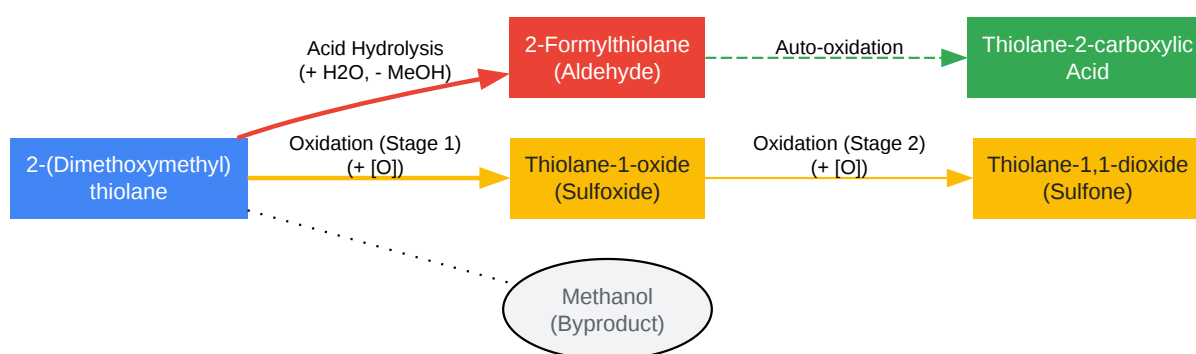 Acid Hydrolysis
(+ H2O, - MeOH)
2-Formylthiolane
(Aldehyde)
Auto-oxidation
Thiolane-2-carboxylic
Acid
2-(Dimethoxymethyl)
thiolane
Oxidation (Stage 1)
(+ [O])
Thiolane-1-oxide
(Sulfoxide)
Oxidation (Stage 2)
(+ [O])
Thiolane-1,1-dioxide
(Sulfone)
Methanol
(Byproduct)